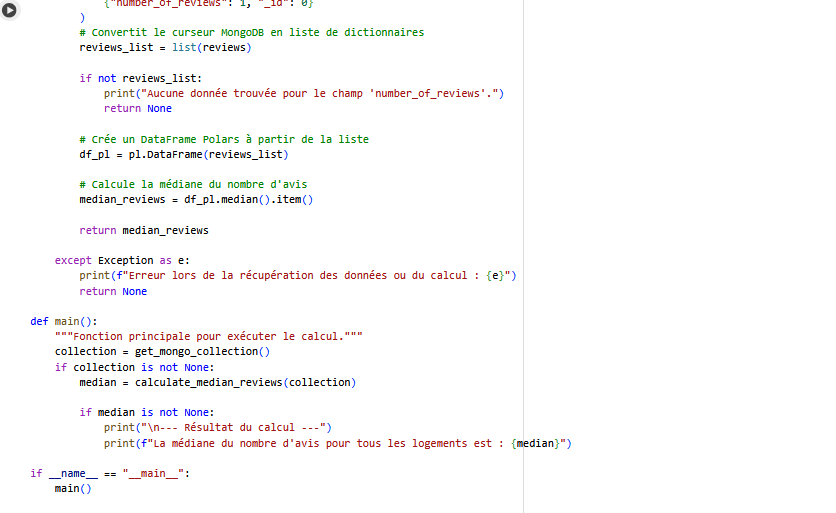 {"number_of_reviews": 1, "_id": 0}
)
# Convertit le curseur MongoDB en liste de dictionnaires
reviews_list = list(reviews)
if not reviews_list:
print("Aucune donnée trouvée pour le champ 'number_of_reviews'.")
return None
# Crée un DataFrame Polars à partir de la liste
df_pl = pl.DataFrame(reviews_list)
# Calcule la médiane du nombre d'avis
median_reviews = df_pl.median().item()
return median_reviews
except Exception as e:
print(f"Erreur lors de la récupération des données ou du calcul : {e}")
return None
def main():
"""Fonction principale pour exécuter le calcul."""
collection = get_mongo_collection()
if collection is not None:
median = calculate_median_reviews(collection)
if median is not None:
print("\n--- Résultat du calcul ---")
print(f"La médiane du nombre d'avis pour tous les logements est : {median}")
if __name__ == "__main__":
main()